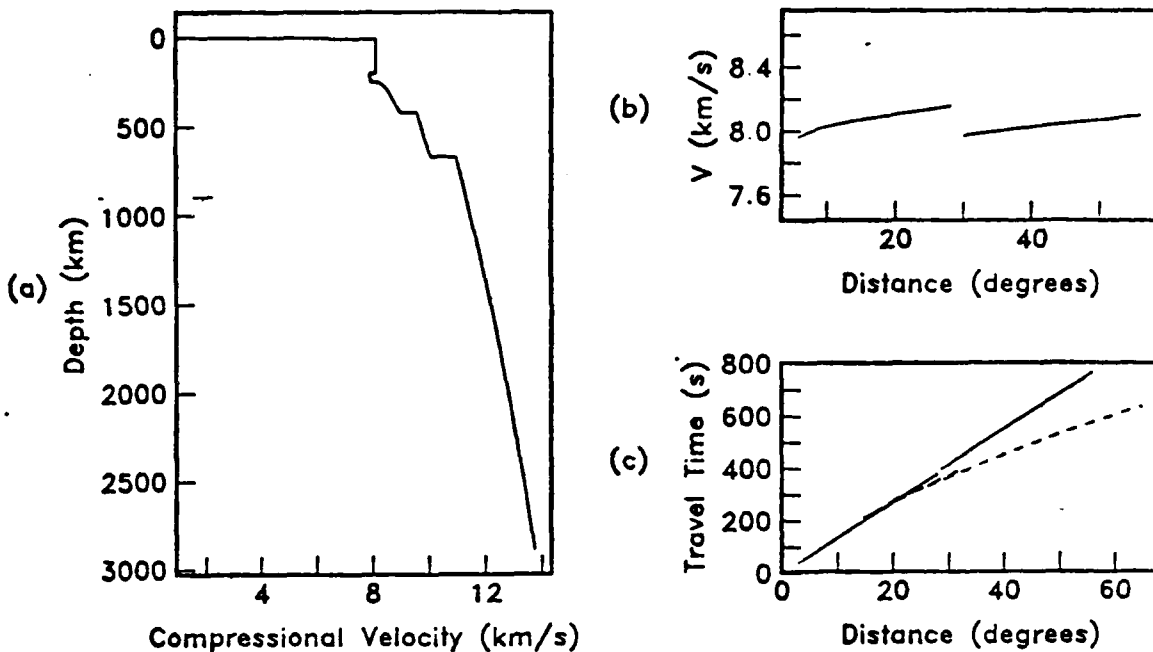 (a)
Depth (km)
0
500
1000
1500
2000
2500
3000
4
8
12
Compressional Velocity (km/s)
(b)
V (km/s)
8.4
8.0
7.6
20
40
Distance (degrees)
(c)
Travel Time (s)
800
600
400
200
0
0
20
40
60
Distance (degrees)